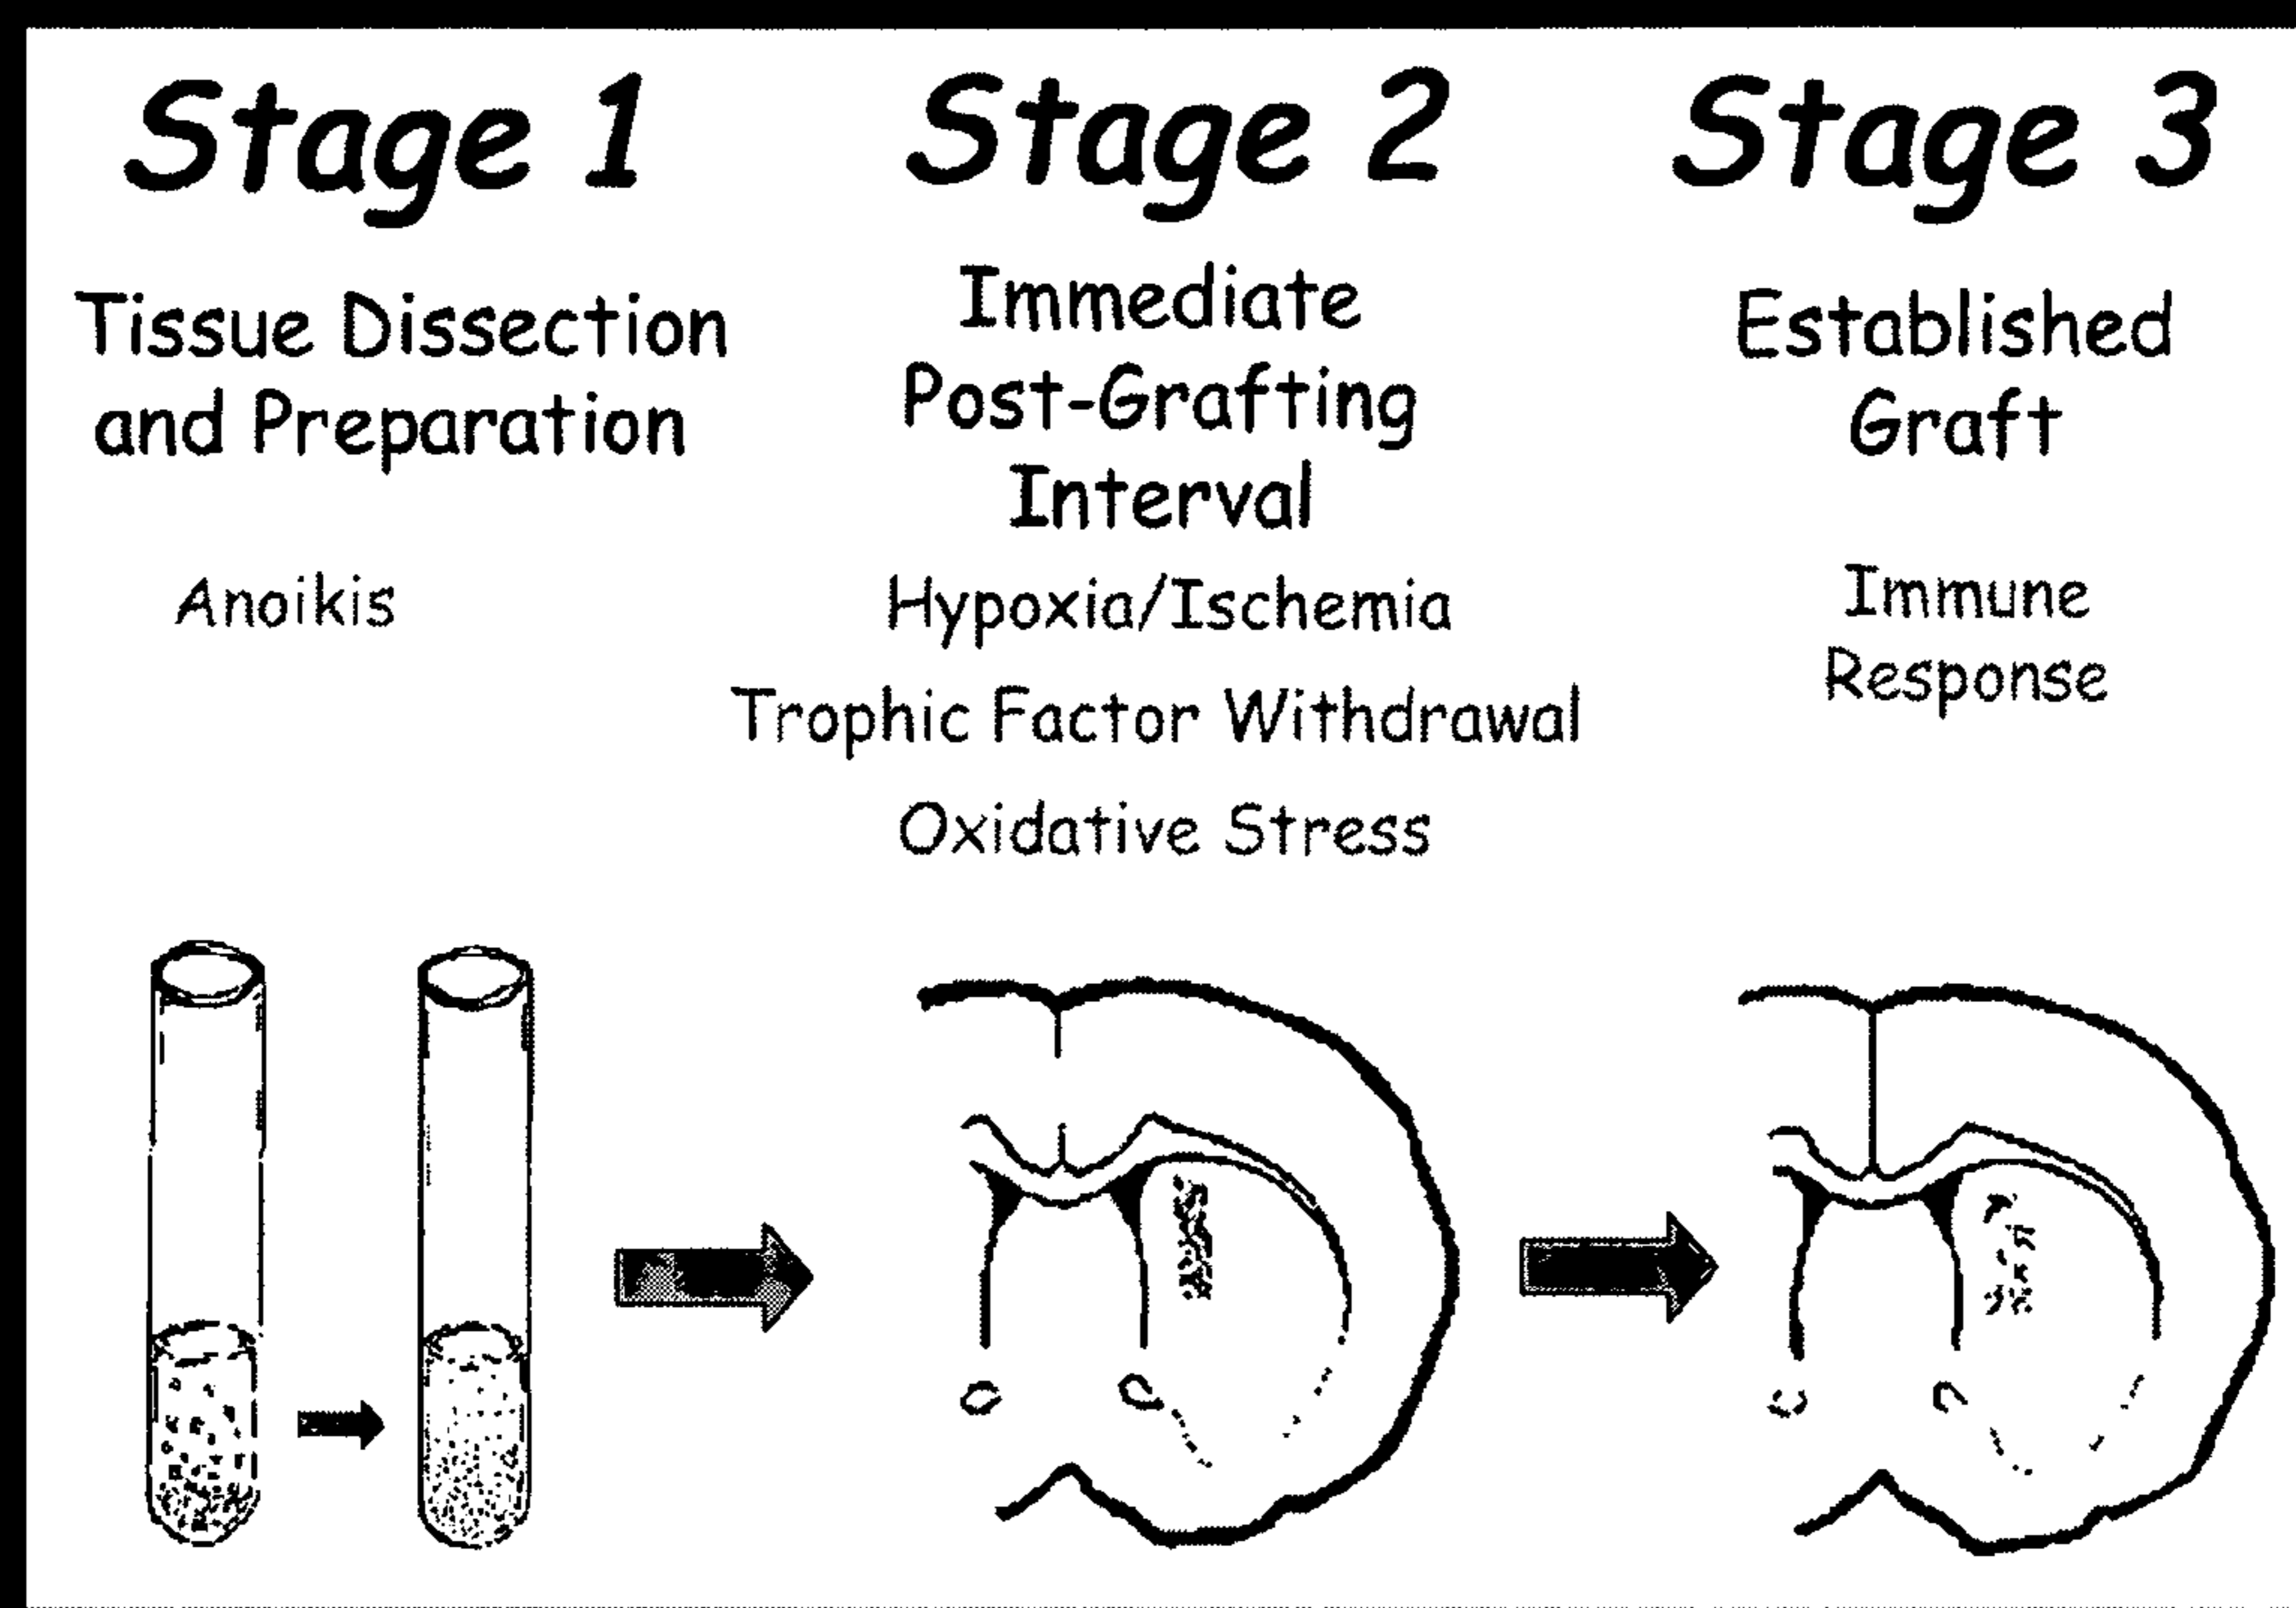 Stage 1
Tissue Dissection
and Preparation
Anoikis
Stage 2
Immediate
Post-Grafting
Interval
Hypoxia/Ischemia
Trophic Factor Withdrawal
Oxidative Stress
Stage 3
Established
Graft
Immune
Response